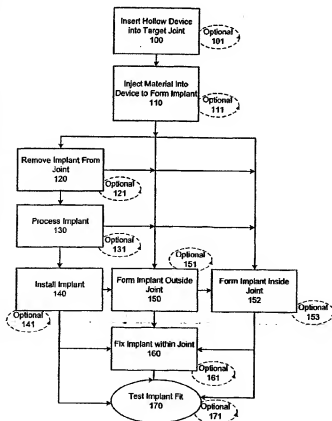 Insert Hollow Device
into Target Joint
100
Optional
101
Inject Material Into
Device to Form Implant
110
Optional
111
Remove Implant From
Joint
120
Optional
121
Process Implant
130
Optional
131
Optional
151
Install Implant
140
Optional
141
Form Implant Outside
Joint
150
Form Implant Inside
Joint
152
Optional
153
Fix Implant within Joint
160
Optional
161
Test Implant Fit
170
Optional
171